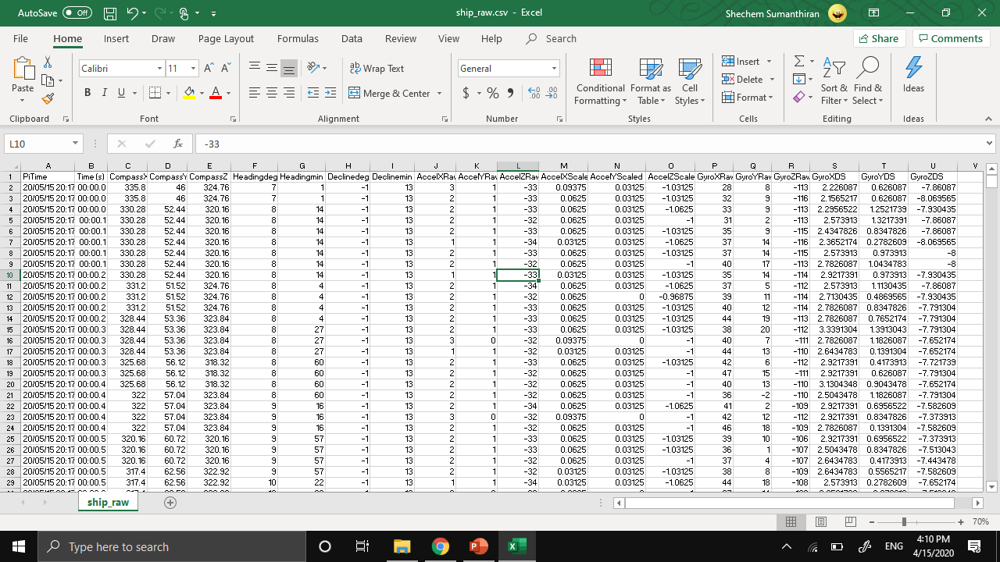 AutoSave Off ship_raw.csv - Excel Shechem Sumanthiran
File Home Insert Draw Page Layout Formulas Data Review View Help Search Share Comments
Calibri 11 Wrap Text General Insert
Paste Conditional Format as Cell Delete Sort & Find & Ideas
B I U A Merge & Center $ % Formatting Table Styles Format Filter Select
Clipboard Font Alignment Number Styles Cells Editing Ideas
L10 fx -33
A B C D E F G H I J K L M N O P Q R S T U V
1 PiTime Time (s) CompassX CompassY CompassZ Headingdeg Headingmin Declinedeg Declinemin AccelXRaw AccelYRaw AccelZRaw AccelXScale AccelYScaled AccelZScale GyroXRaw GyroYRaw GyroZRaw GyroXDS GyroYDS GyroZDS
2 20/05/15 20:17 00:00.0 335.8 46 324.76 7 1 -1 13 3 1 -33 0.09375 0.03125 -1.03125 28 8 -113 2.226087 0.626087 -7.86087
3 20/05/15 20:17 00:00.0 335.8 46 324.76 7 1 -1 13 2 1 -33 0.0625 0.03125 -1.03125 32 9 -116 2.1565217 0.626087 -8.069565
4 20/05/15 20:17 00:00.0 330.28 52.44 320.16 8 14 -1 13 2 1 -33 0.0625 0.03125 -1.0625 33 9 -113 2.2956522 1.2521739 -7.930435
5 20/05/15 20:17 00:00.1 330.28 52.44 320.16 8 14 -1 13 2 1 -32 0.0625 0.03125 -1 31 2 -113 2.573913 1.3217391 -7.86087
6 20/05/15 20:17 00:00.1 330.28 52.44 320.16 8 14 -1 13 2 1 -33 0.0625 0.03125 -1.03125 35 9 -115 2.4347826 0.8347826 -7.86087
7 20/05/15 20:17 00:00.1 330.28 52.44 320.16 8 14 -1 13 1 1 -34 0.03125 0.03125 -1.0625 37 14 -116 2.3652174 0.2782609 -8.069565
8 20/05/15 20:17 00:00.1 330.28 52.44 320.16 8 14 -1 13 2 1 -33 0.0625 0.03125 -1.03125 37 14 -115 2.573913 0.973913 -8
9 20/05/15 20:17 00:00.1 330.28 52.44 320.16 8 14 -1 13 2 1 -32 0.0625 0.03125 -1 40 17 -113 2.7826087 1.0434783 -8
10 20/05/15 20:17 00:00.2 330.28 52.44 320.16 8 14 -1 13 1 1 -33 0.03125 0.03125 -1.03125 35 14 -114 2.9217391 0.973913 -7.930435
11 20/05/15 20:17 00:00.2 331.2 51.52 324.76 8 4 -1 13 2 1 -34 0.0625 0.03125 -1.0625 37 5 -112 2.573913 1.1130435 -7.86087
12 20/05/15 20:17 00:00.2 331.2 51.52 324.76 8 4 -1 13 2 1 -32 0.0625 0 -0.96875 39 11 -114 2.7130435 0.4869565 -7.930435
13 20/05/15 20:17 00:00.2 331.2 51.52 324.76 8 4 -1 13 2 1 -33 0.0625 0.03125 -1.03125 40 12 -114 2.7826087 0.8347826 -7.930435
14 20/05/15 20:17 00:00.2 328.44 53.36 323.84 8 4 -1 13 2 1 -33 0.0625 0.03125 -1.03125 44 19 -113 2.7826087 0.7652174 -7.791304
15 20/05/15 20:17 00:00.3 328.44 53.36 323.84 8 27 -1 13 2 1 -33 0.0625 0.03125 -1.03125 38 20 -112 3.3391304 1.3913043 -7.791304
16 20/05/15 20:17 00:00.3 328.44 53.36 323.84 8 27 -1 13 3 0 -32 0.09375 0 -1 40 7 -111 2.7826087 1.1826087 -7.652174
17 20/05/15 20:17 00:00.3 328.44 53.36 323.84 8 27 -1 13 1 1 -32 0.03125 0.03125 -1 44 13 -110 2.6434783 0.1391304 -7.652174
18 20/05/15 20:17 00:00.3 325.68 56.12 318.32 8 60 -1 13 2 1 -33 0.0625 0.03125 -1.03125 42 6 -112 2.9217391 0.4173913 -7.721739
19 20/05/15 20:17 00:00.3 325.68 56.12 318.32 8 60 -1 13 2 1 -32 0.0625 0.03125 -1 47 15 -111 2.9217391 0.626087 -7.791304
20 20/05/15 20:17 00:00.4 325.68 56.12 318.32 8 60 -1 13 2 1 -32 0.0625 0.03125 -1 40 13 -110 3.1304348 0.9043478 -7.652174
21 20/05/15 20:17 00:00.4 322 57.04 323.84 8 60 -1 13 2 1 -32 0.0625 0.03125 -1 36 -2 -110 2.5043478 1.1826087 -7.791304
22 20/05/15 20:17 00:00.4 322 57.04 323.84 9 16 -1 13 2 1 -34 0.0625 0.03125 -1.0625 41 2 -109 2.9217391 0.6956522 -7.582609
23 20/05/15 20:17 00:00.4 322 57.04 323.84 9 16 -1 13 3 0 -32 0.09375 0 -1 42 12 -112 2.9217391 0.8347826 -7.373913
24 20/05/15 20:17 00:00.4 322 57.04 323.84 9 16 -1 13 2 1 -32 0.0625 0.03125 -1 46 18 -109 2.7826087 0.1391304 -7.582609
25 20/05/15 20:17 00:00.5 320.16 60.72 320.16 9 57 -1 13 2 1 -33 0.0625 0.03125 -1.03125 39 10 -106 2.9217391 0.6956522 -7.373913
26 20/05/15 20:17 00:00.5 320.16 60.72 320.16 9 57 -1 13 2 1 -33 0.0625 0.03125 -1.03125 36 1 -107 2.5043478 0.8347826 -7.513043
27 20/05/15 20:17 00:00.5 320.16 60.72 320.16 9 57 -1 13 2 1 -32 0.0625 0.03125 -1 37 4 -107 2.6434783 0.4173913 -7.443478
28 20/05/15 20:17 00:00.5 317.4 62.56 322.92 9 57 -1 13 2 1 -32 0.03125 0.03125 -1.03125 38 8 -109 2.6434783 0.5565217 -7.582609
29 20/05/15 20:17 00:00.5 317.4 62.56 322.92 10 22 -1 13 1 1 -34 0.03125 0.03125 -1.0625 44 18 -108 2.573913 0.2782609 -7.652174
ship_raw
70%
Type here to search ENG 4:10 PM
4/15/2020